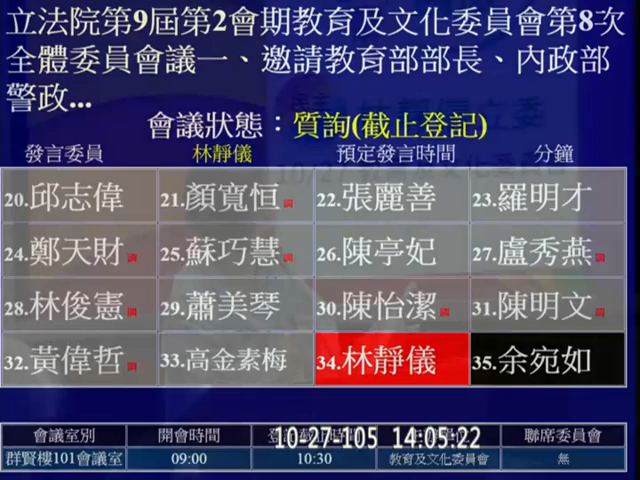 立法院第9屆第2會期教育及文化委員會第8次
全體委員會議一、邀請教育部部長、內政部
警政...
會議狀態：質詢(截止登記)
發言委員 林靜儀 預定發言時間 分鐘
20.邱志偉 21.顏寬恒 22.張麗善 23.羅明才
24.鄭天財 25.蘇巧慧 26.陳亭妃 27.盧秀燕
28.林俊憲 29.蕭美琴 30.陳怡潔 31.陳明文
32.黃偉哲 33.高金素梅 34.林靜儀 35.余宛如
會議室別 開會時間 聯席委員會
10-27-105 14:05:22
群賢樓101會議室 09:00 10:30 教育及文化委員會 無